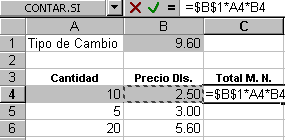 CONTAR.SI =$B$1*A4*B4
A B C
1 Tipo de Cambio 9.60
2
3 Cantidad Precio Dls. Total M. N.
4 10 2.50 =$B$1*A4*B4
5 5 3.00
6 20 5.60